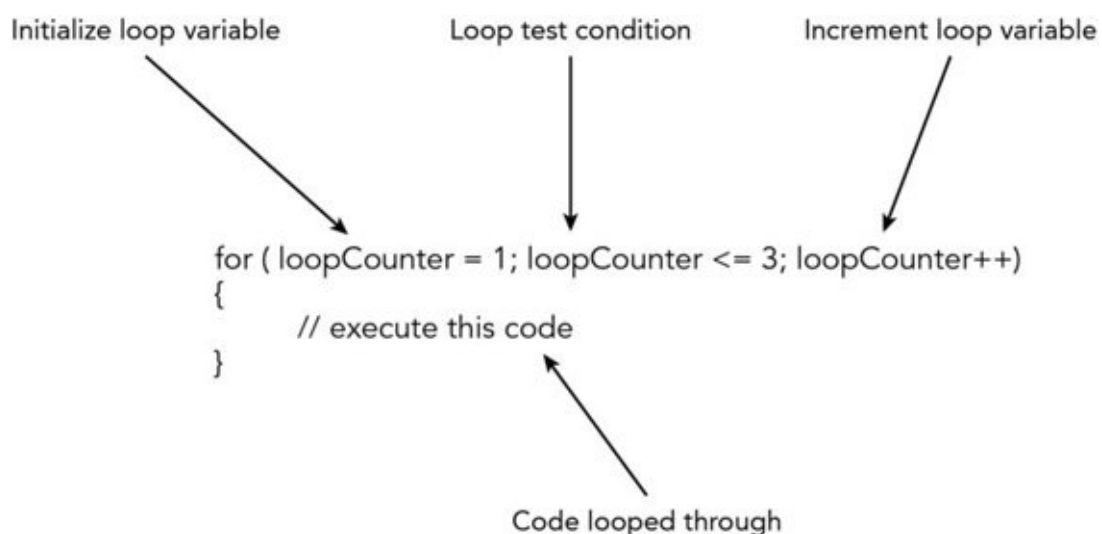 Initialize loop variable
Loop test condition
Increment loop variable
for ( loopCounter = 1; loopCounter <= 3; loopCounter++)
{
// execute this code
}
Code looped through